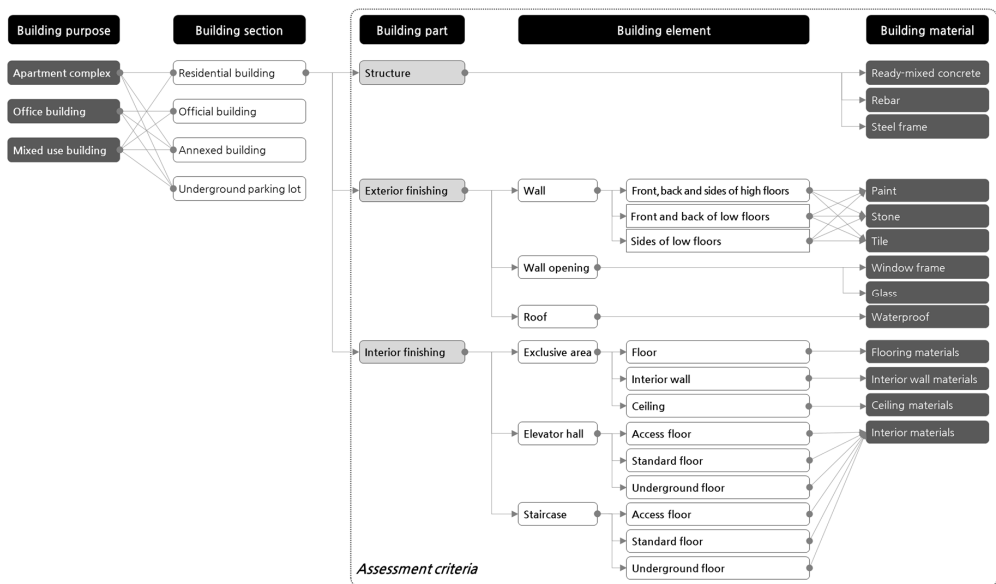 Building purpose
Building section
Building part
Building element
Building material
Apartment complex
Residential building
Structure
Ready-mixed concrete
Rebar
Steel frame
Office building
Official building
Mixed use building
Annexed building
Underground parking lot
Exterior finishing
Wall
Front, back and sides of high floors
Paint
Front and back of low floors
Stone
Sides of low floors
Tile
Wall opening
Window frame
Glass
Roof
Waterproof
Interior finishing
Exclusive area
Floor
Flooring materials
Interior wall
Interior wall materials
Ceiling
Ceiling materials
Elevator hall
Access floor
Interior materials
Standard floor
Underground floor
Staircase
Access floor
Standard floor
Underground floor
Assessment criteria